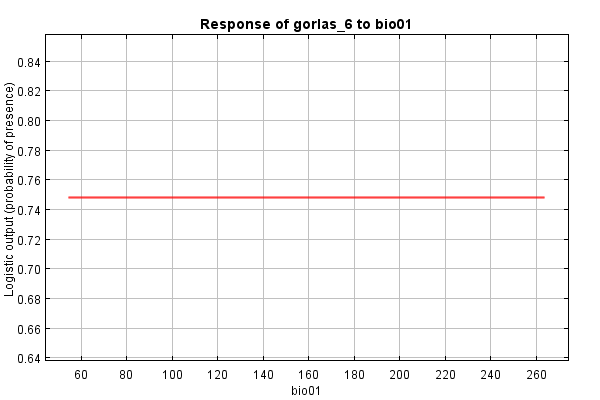 Response of gorlas_6 to bio01
Logistic output (probability of presence)
0.84
0.82
0.80
0.78
0.76
0.74
0.72
0.70
0.68
0.66
0.64
60 80 100 120 140 160 180 200 220 240 260
bio01